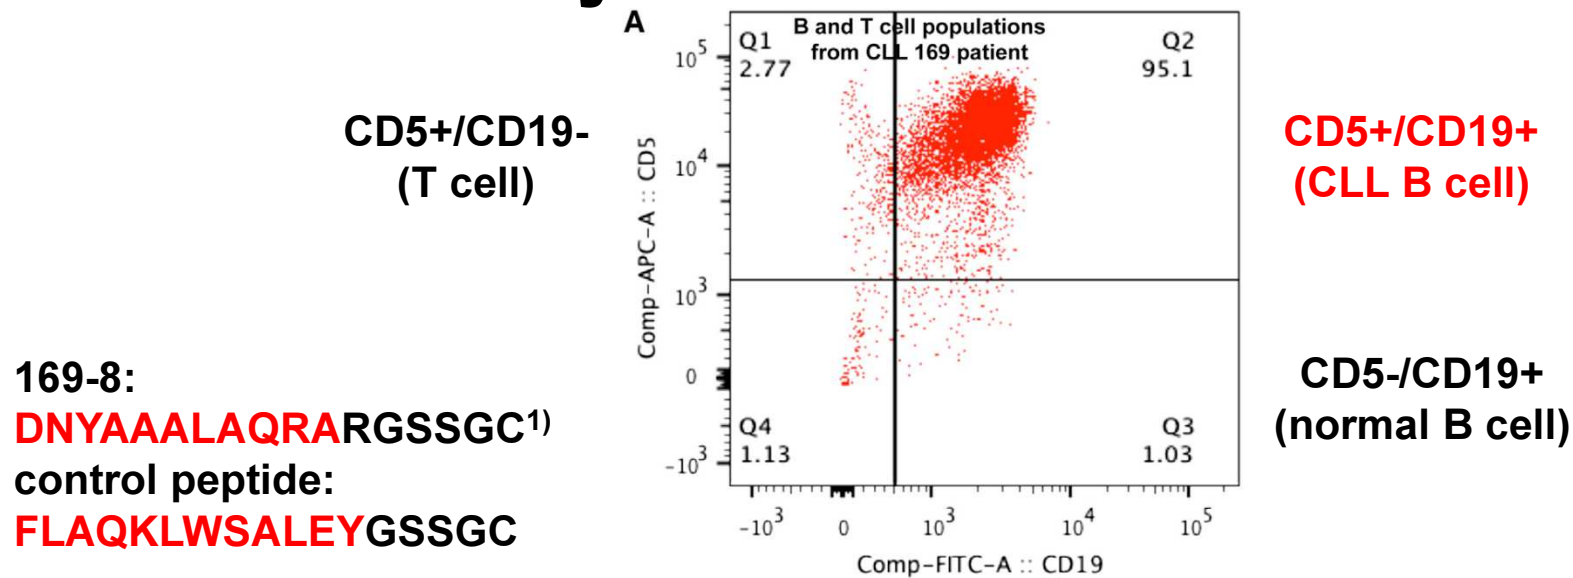 A
B and T cell populations
from CLL 169 patient
Q1
2.77
Q2
95.1
Q4
1.13
Q3
1.03
10^5
10^4
10^3
0
-10^3
Comp-APC-A :: CD5
-10^3
0
10^3
10^4
10^5
Comp-FITC-A :: CD19
CD5+/CD19-
(T cell)
CD5+/CD19+
(CLL B cell)
CD5-/CD19+
(normal B cell)
169-8:
DNYAAALAQRARGSSGC1)
control peptide:
FLAQKLWSALEYGSSGC